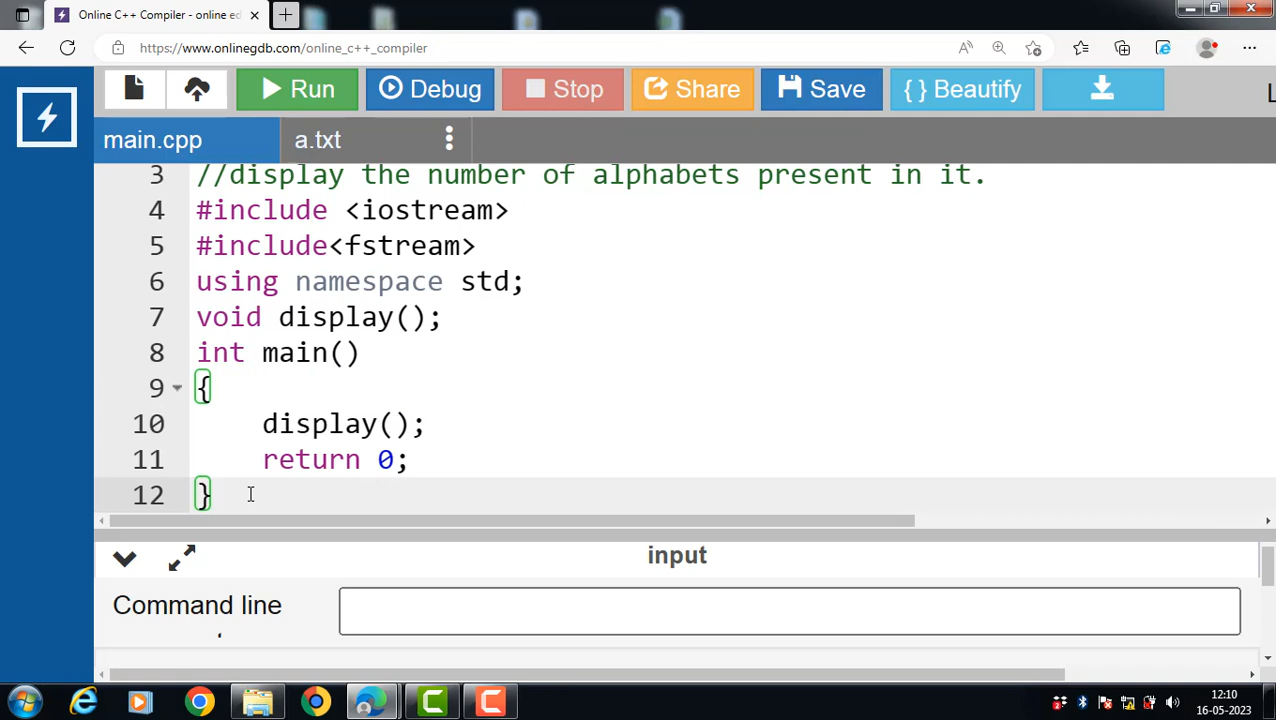 Online C++ Compiler - online ed
https://www.onlinegdb.com/online_c++_compiler
Run
Debug
Stop
Share
Save
{ } Beautify
main.cpp
a.txt
3 //display the number of alphabets present in it.
4 #include <iostream>
5 #include<fstream>
6 using namespace std;
7 void display();
8 int main()
9 {
10 display();
11 return 0;
12 }
input
Command line
12:10
16-05-2023